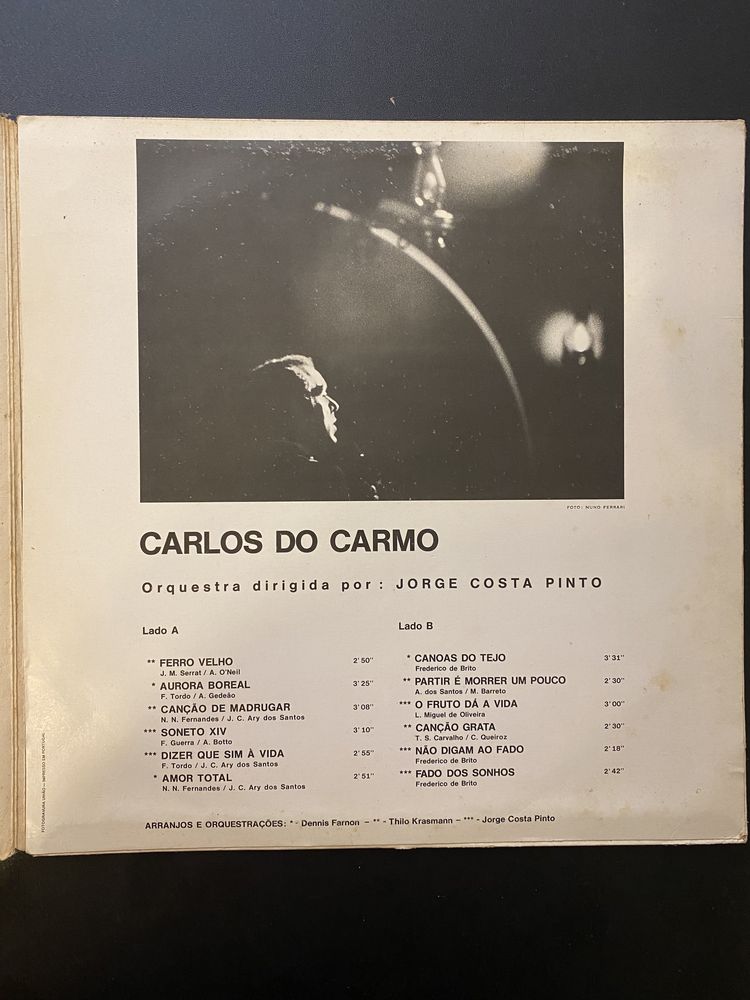 FOTO: NUNO FERRARI
CARLOS DO CARMO
Orquestra dirigida por: JORGE COSTA PINTO
Lado A
** FERRO VELHO 2'50"
J. M. Serrat / A. O'Neil
* AURORA BOREAL 3'25"
F. Tordo / A. Gedeão
** CANÇÃO DE MADRUGAR 3'08"
N. N. Fernandes / J. C. Ary dos Santos
*** SONETO XIV 3'10"
F. Guerra / A. Botto
*** DIZER QUE SIM À VIDA 2'55"
F. Tordo / J. C. Ary dos Santos
* AMOR TOTAL 2'51"
N. N. Fernandes / J. C. Ary dos Santos
Lado B
* CANOAS DO TEJO 3'31"
Frederico de Brito
** PARTIR É MORRER UM POUCO 2'30"
A. dos Santos / M. Barreto
*** O FRUTO DÁ A VIDA 3'00"
L. Miguel de Oliveira
** CANÇÃO GRATA 2'30"
T. S. Carvalho / C. Queiroz
*** NÃO DIGAM AO FADO 2'18"
Frederico de Brito
*** FADO DOS SONHOS 2'42"
Frederico de Brito
ARRANJOS E ORQUESTRAÇÕES: * - Dennis Farnon – ** - Thilo Krasmann – *** - Jorge Costa Pinto
FOTOGRAVURA UNIÃO — IMPRESSO EM PORTUGAL